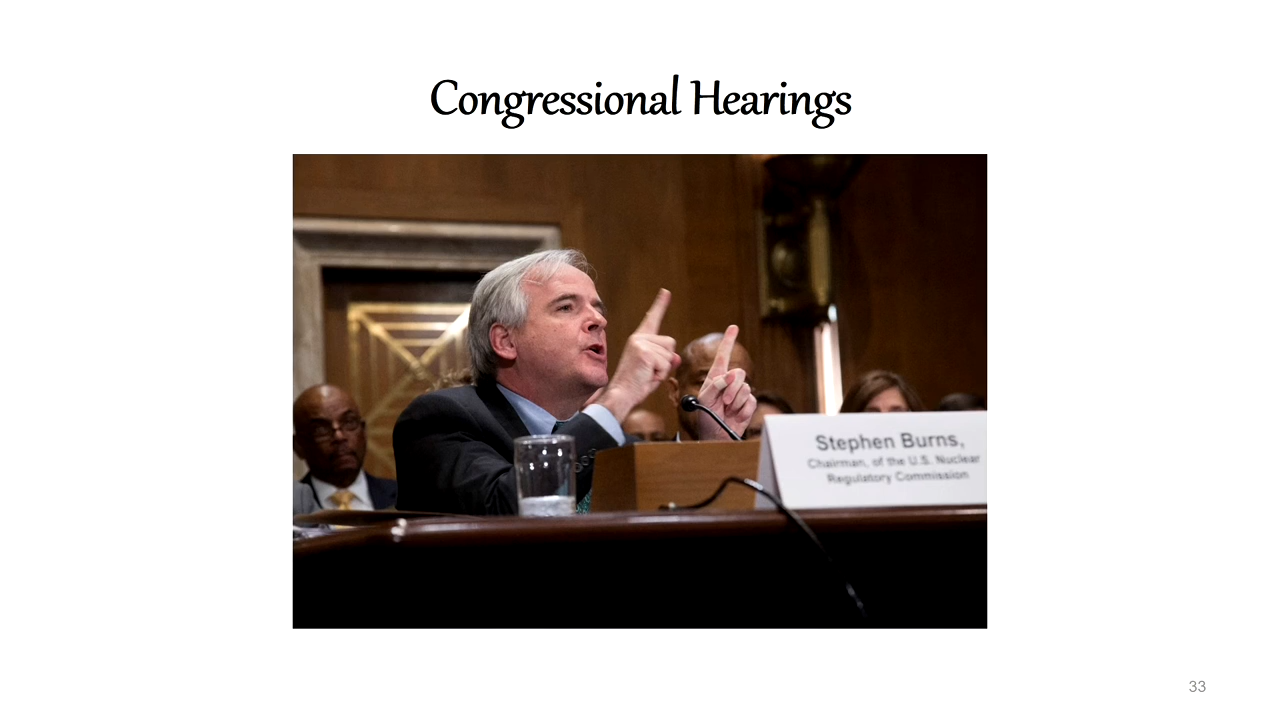 Congressional Hearings
Stephen Burns,
Chairman, of the U.S. Nuclear
Regulatory Commission
33